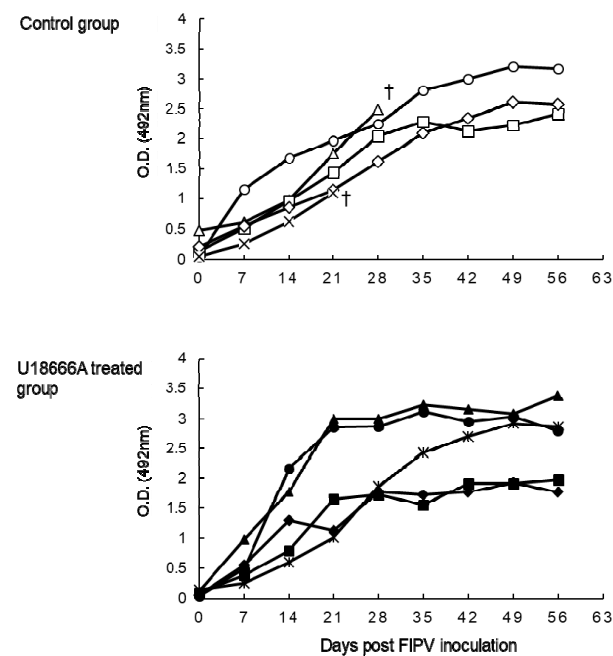 Control group
O.D. (492nm)
4
3.5
3
2.5
2
1.5
1
0.5
0
†
†
0 7 14 21 28 35 42 49 56 63
U18666A treated
group
O.D. (492nm)
4
3.5
3
2.5
2
1.5
1
0.5
0
0 7 14 21 28 35 42 49 56 63
Days post FIPV inoculation